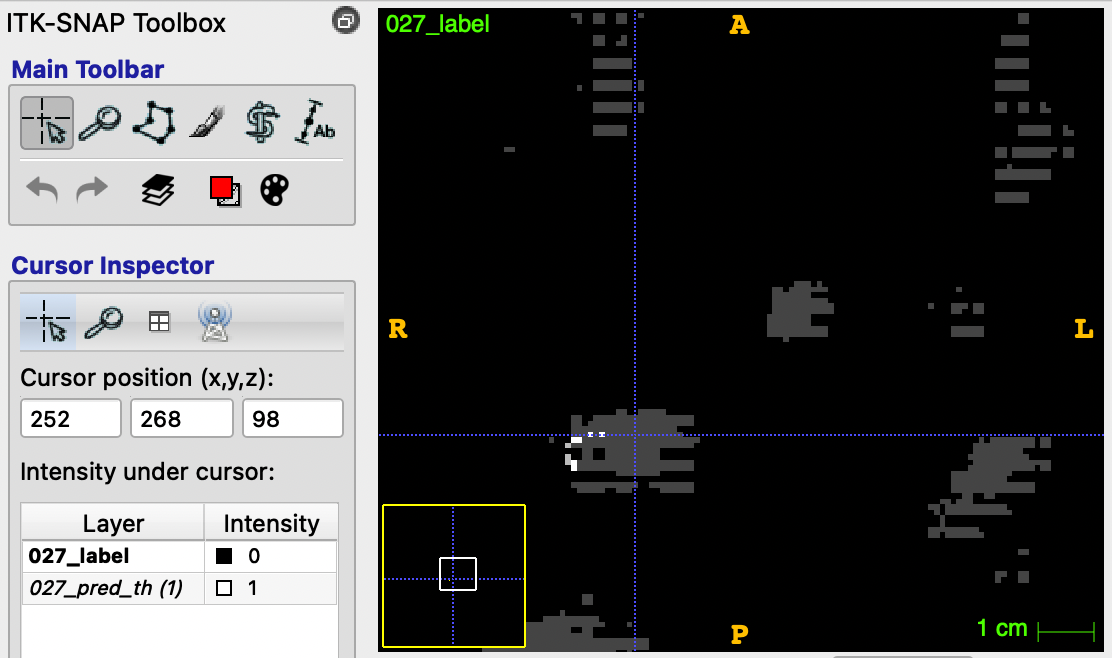 ITK-SNAP Toolbox
Main Toolbar
Ab
Cursor Inspector
Cursor position (x,y,z):
252 268 98
Intensity under cursor:
Layer Intensity
027_label 0
027_pred_th (1) 1
027_label
A
R
L
P
1 cm